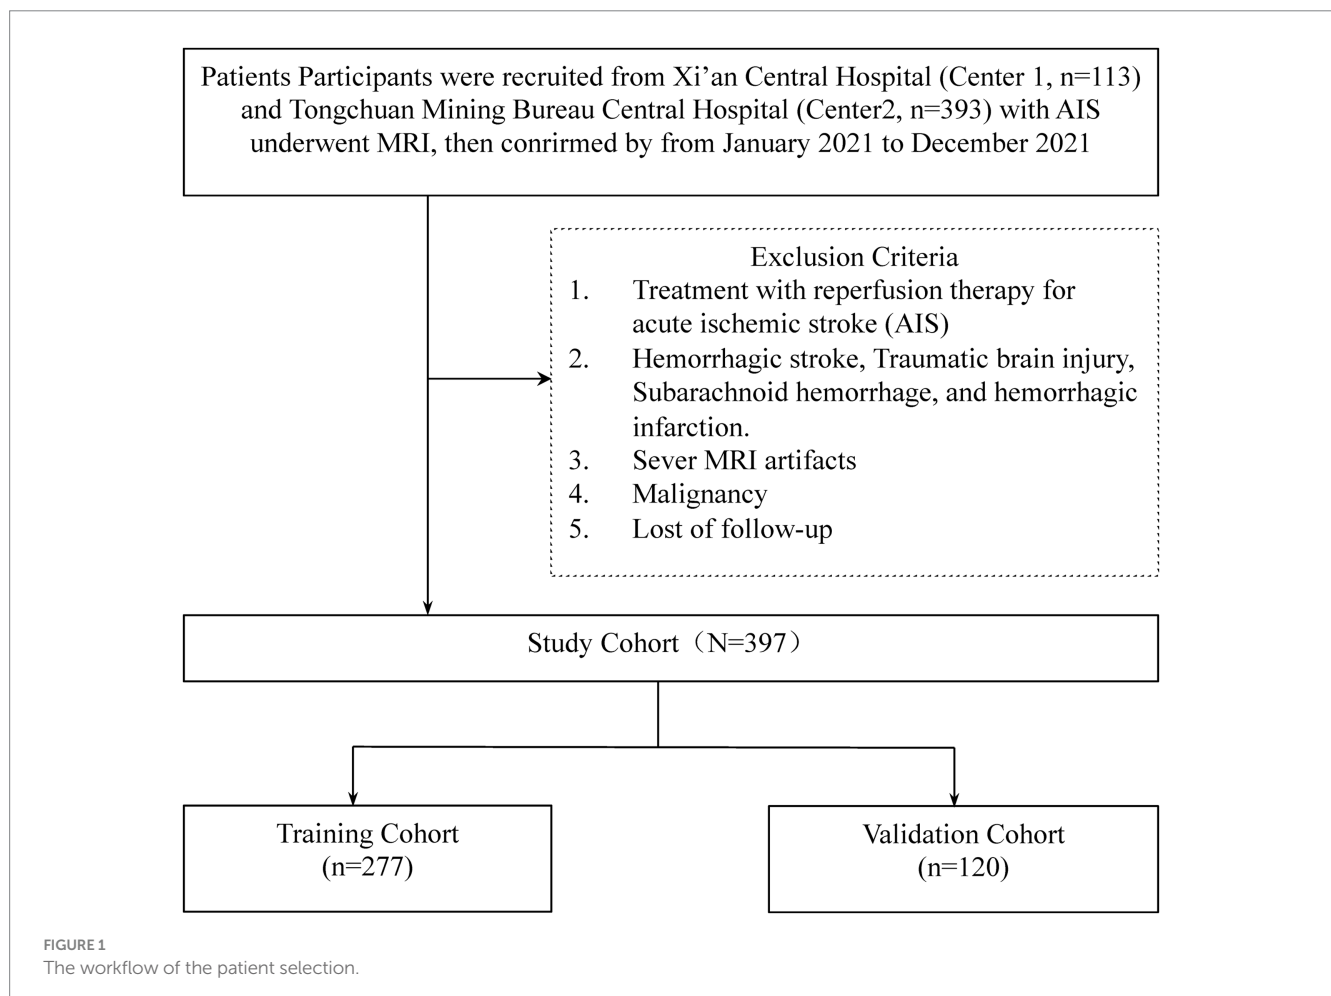 Patients Participants were recruited from Xi’an Central Hospital (Center 1, n=113)
and Tongchuan Mining Bureau Central Hospital (Center2, n=393) with AIS
underwent MRI, then conrirmed by from January 2021 to December 2021
Exclusion Criteria
1. Treatment with reperfusion therapy for
acute ischemic stroke (AIS)
2. Hemorrhagic stroke, Traumatic brain injury,
Subarachnoid hemorrhage, and hemorrhagic
infarction.
3. Sever MRI artifacts
4. Malignancy
5. Lost of follow-up
Study Cohort（N=397）
Training Cohort
(n=277)
Validation Cohort
(n=120)
FIGURE 1
The workflow of the patient selection.